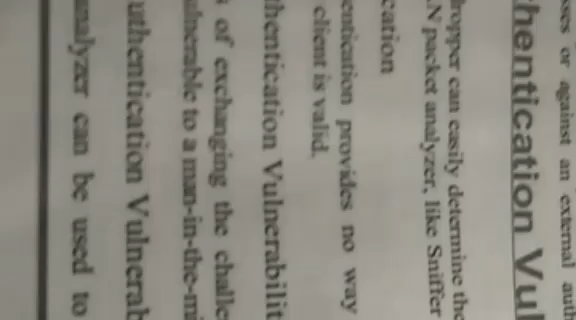 sses or against an external auth
hentication Vul
dropper can easily determine the
N packet analyzer, like Sniffer
cation
entication provides no way
client is valid.
thentication Vulnerabilit
of exchanging the challe
ulnerable to a man-in-the-mi
uthentication Vulnerab
analyzer can be used to